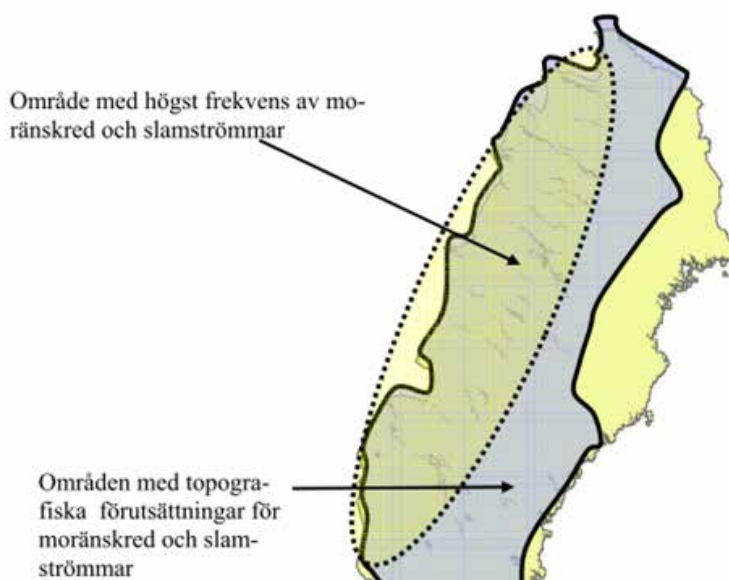 Område med högst frekvens av mo-
ränskred och slamströmmar
Områden med topogra-
fiska förutsättningar för
moränskred och slam-
strömmar